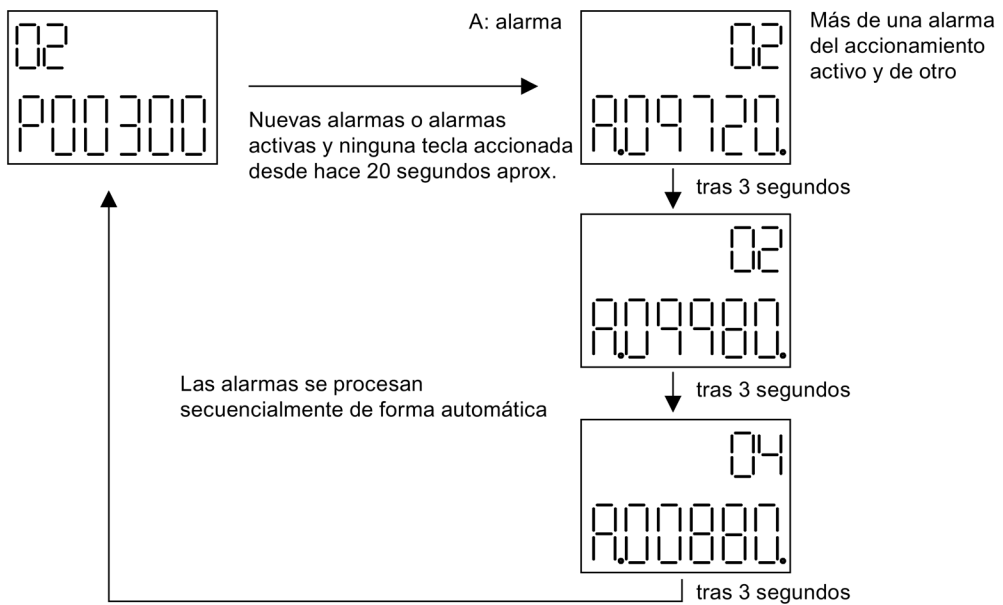 02
P00300
A: alarma
02
A.09720.
Más de una alarma
del accionamiento
activo y de otro
Nuevas alarmas o alarmas
activas y ninguna tecla accionada
desde hace 20 segundos aprox.
tras 3 segundos
02
A.09980.
tras 3 segundos
Las alarmas se procesan
secuencialmente de forma automática
04
A.00880.
tras 3 segundos